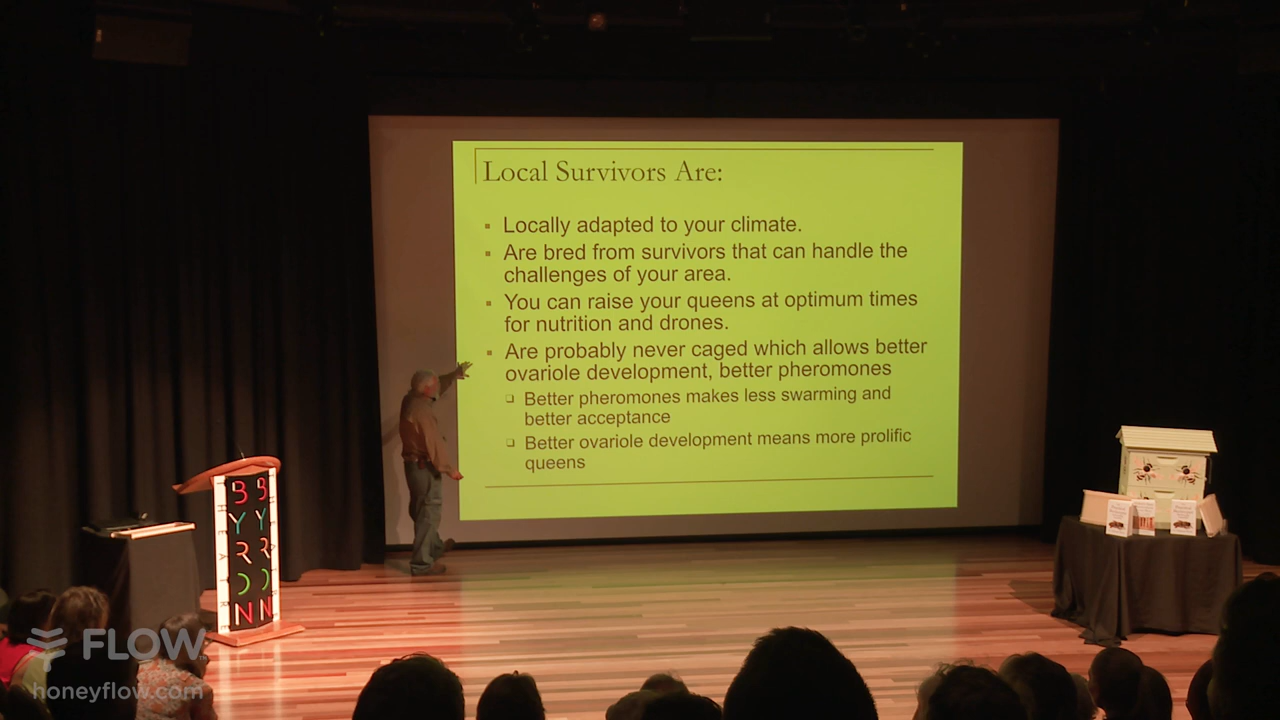 Local Survivors Are:
▪ Locally adapted to your climate.
▪ Are bred from survivors that can handle the
challenges of your area.
▪ You can raise your queens at optimum times
for nutrition and drones.
▪ Are probably never caged which allows better
ovariole development, better pheromones
❑ Better pheromones makes less swarming and
better acceptance
❑ Better ovariole development means more prolific
queens
BYRON
BYRON
THEATRE
FLOW
honeyflow.com